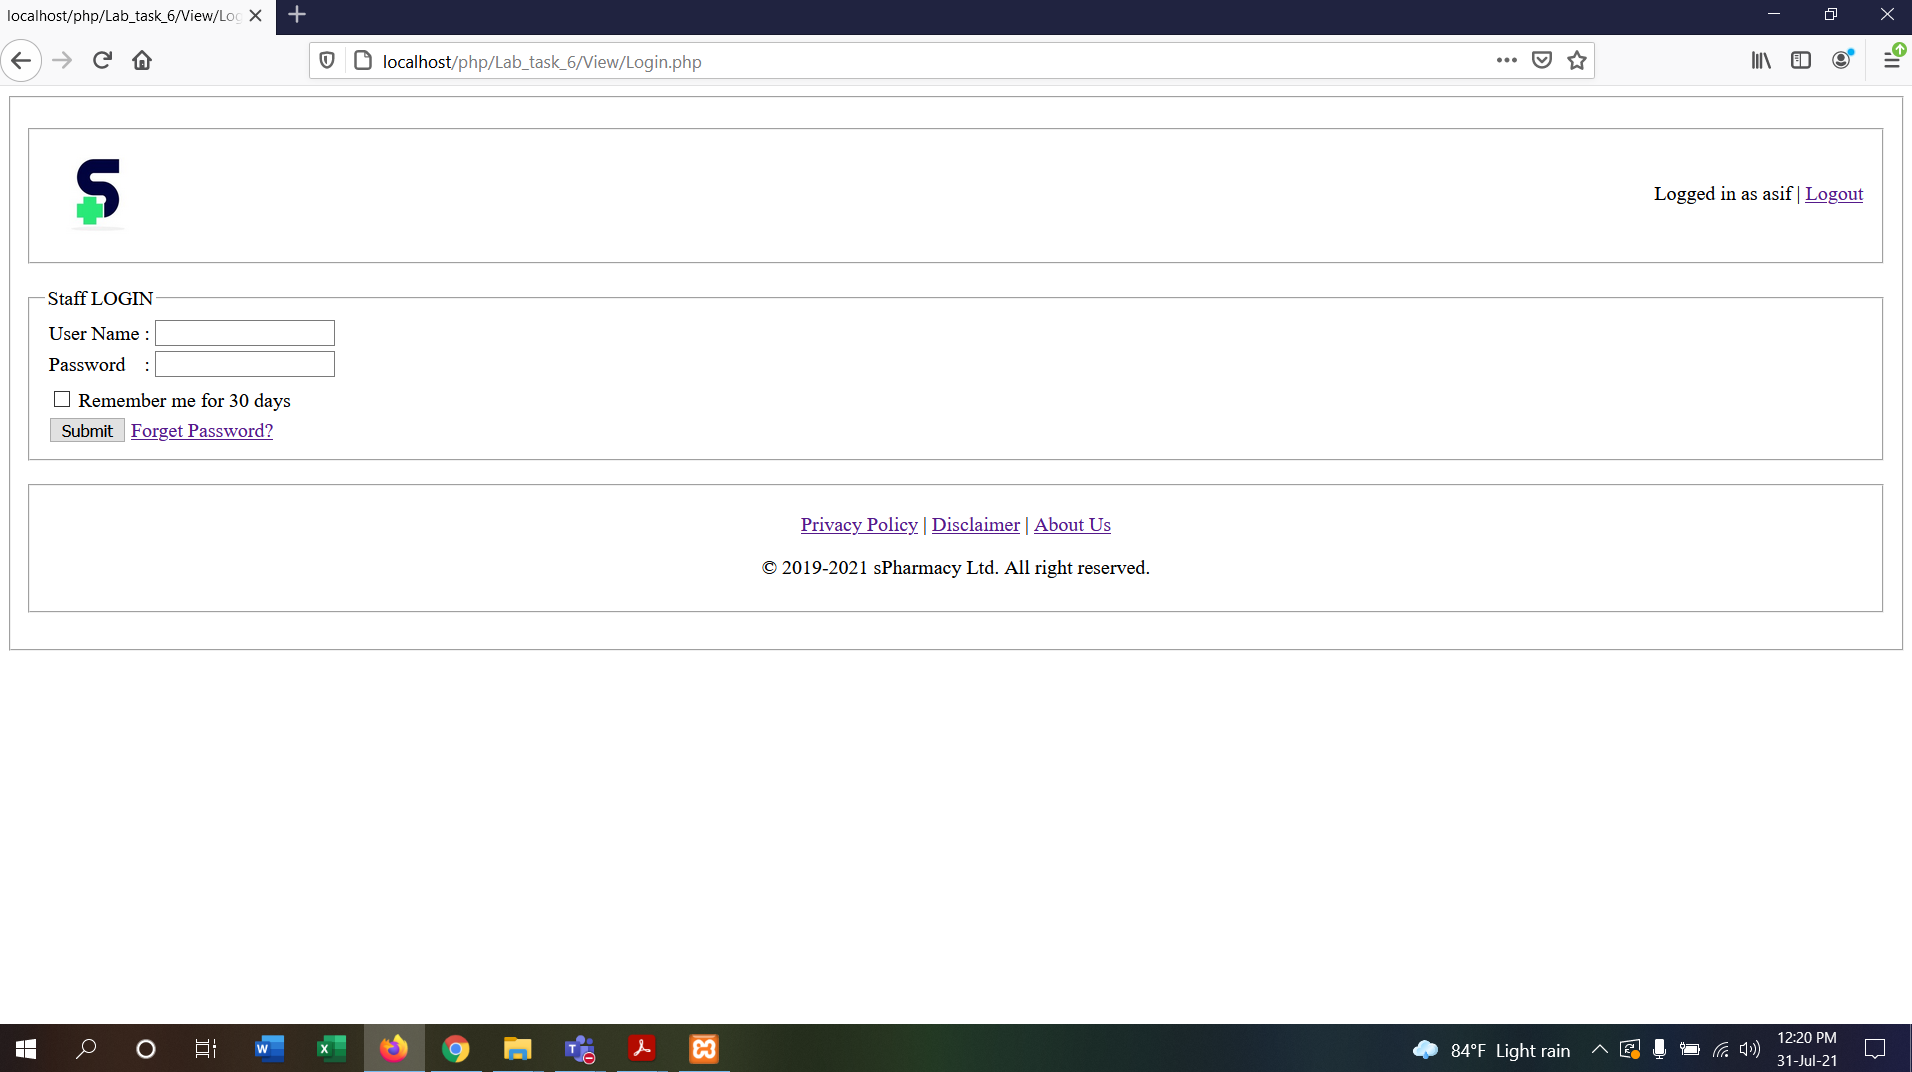 localhost/php/Lab_task_6/View/Log
localhost/php/Lab_task_6/View/Login.php
Logged in as asif | Logout
Staff LOGIN
User Name :
Password :
Remember me for 30 days
Submit Forget Password?
Privacy Policy | Disclaimer | About Us
© 2019-2021 sPharmacy Ltd. All right reserved.
84°F Light rain
12:20 PM
31-Jul-21